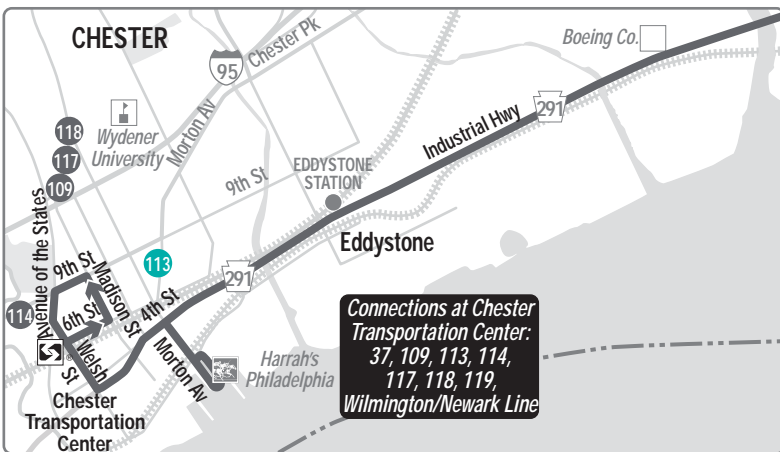 CHESTER
95
Chester Pk
Boeing Co.
291
Industrial Hwy
118
117
109
Wydener
University
Morton Av
9th St
EDDYSTONE
STATION
Eddystone
Avenue of the States
113
291
9th St
Madison St
6th St
4th St
114
Welsh
St
Morton Av
Harrah's
Philadelphia
Chester
Transportation
Center
Connections at Chester
Transportation Center:
37, 109, 113, 114,
117, 118, 119,
Wilmington/Newark Line